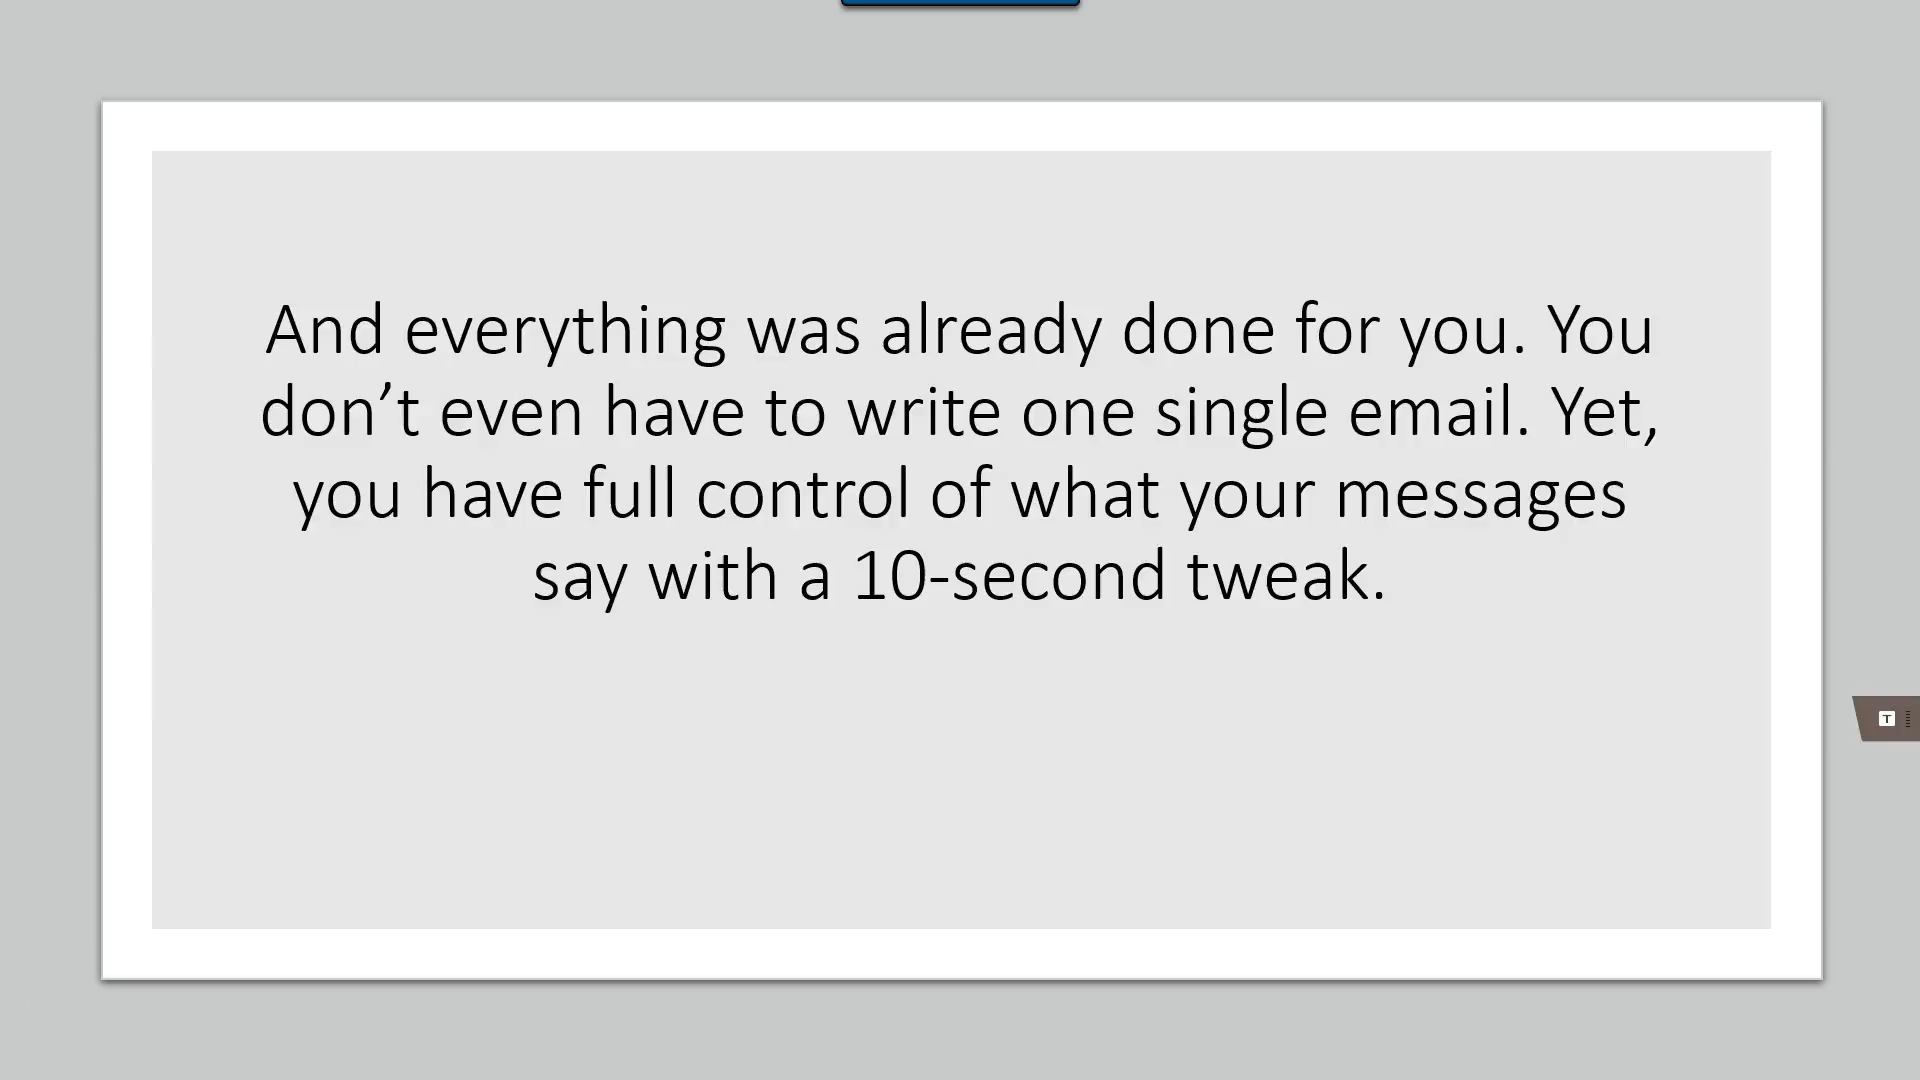 And everything was already done for you. You
don’t even have to write one single email. Yet,
you have full control of what your messages
say with a 10-second tweak.
T